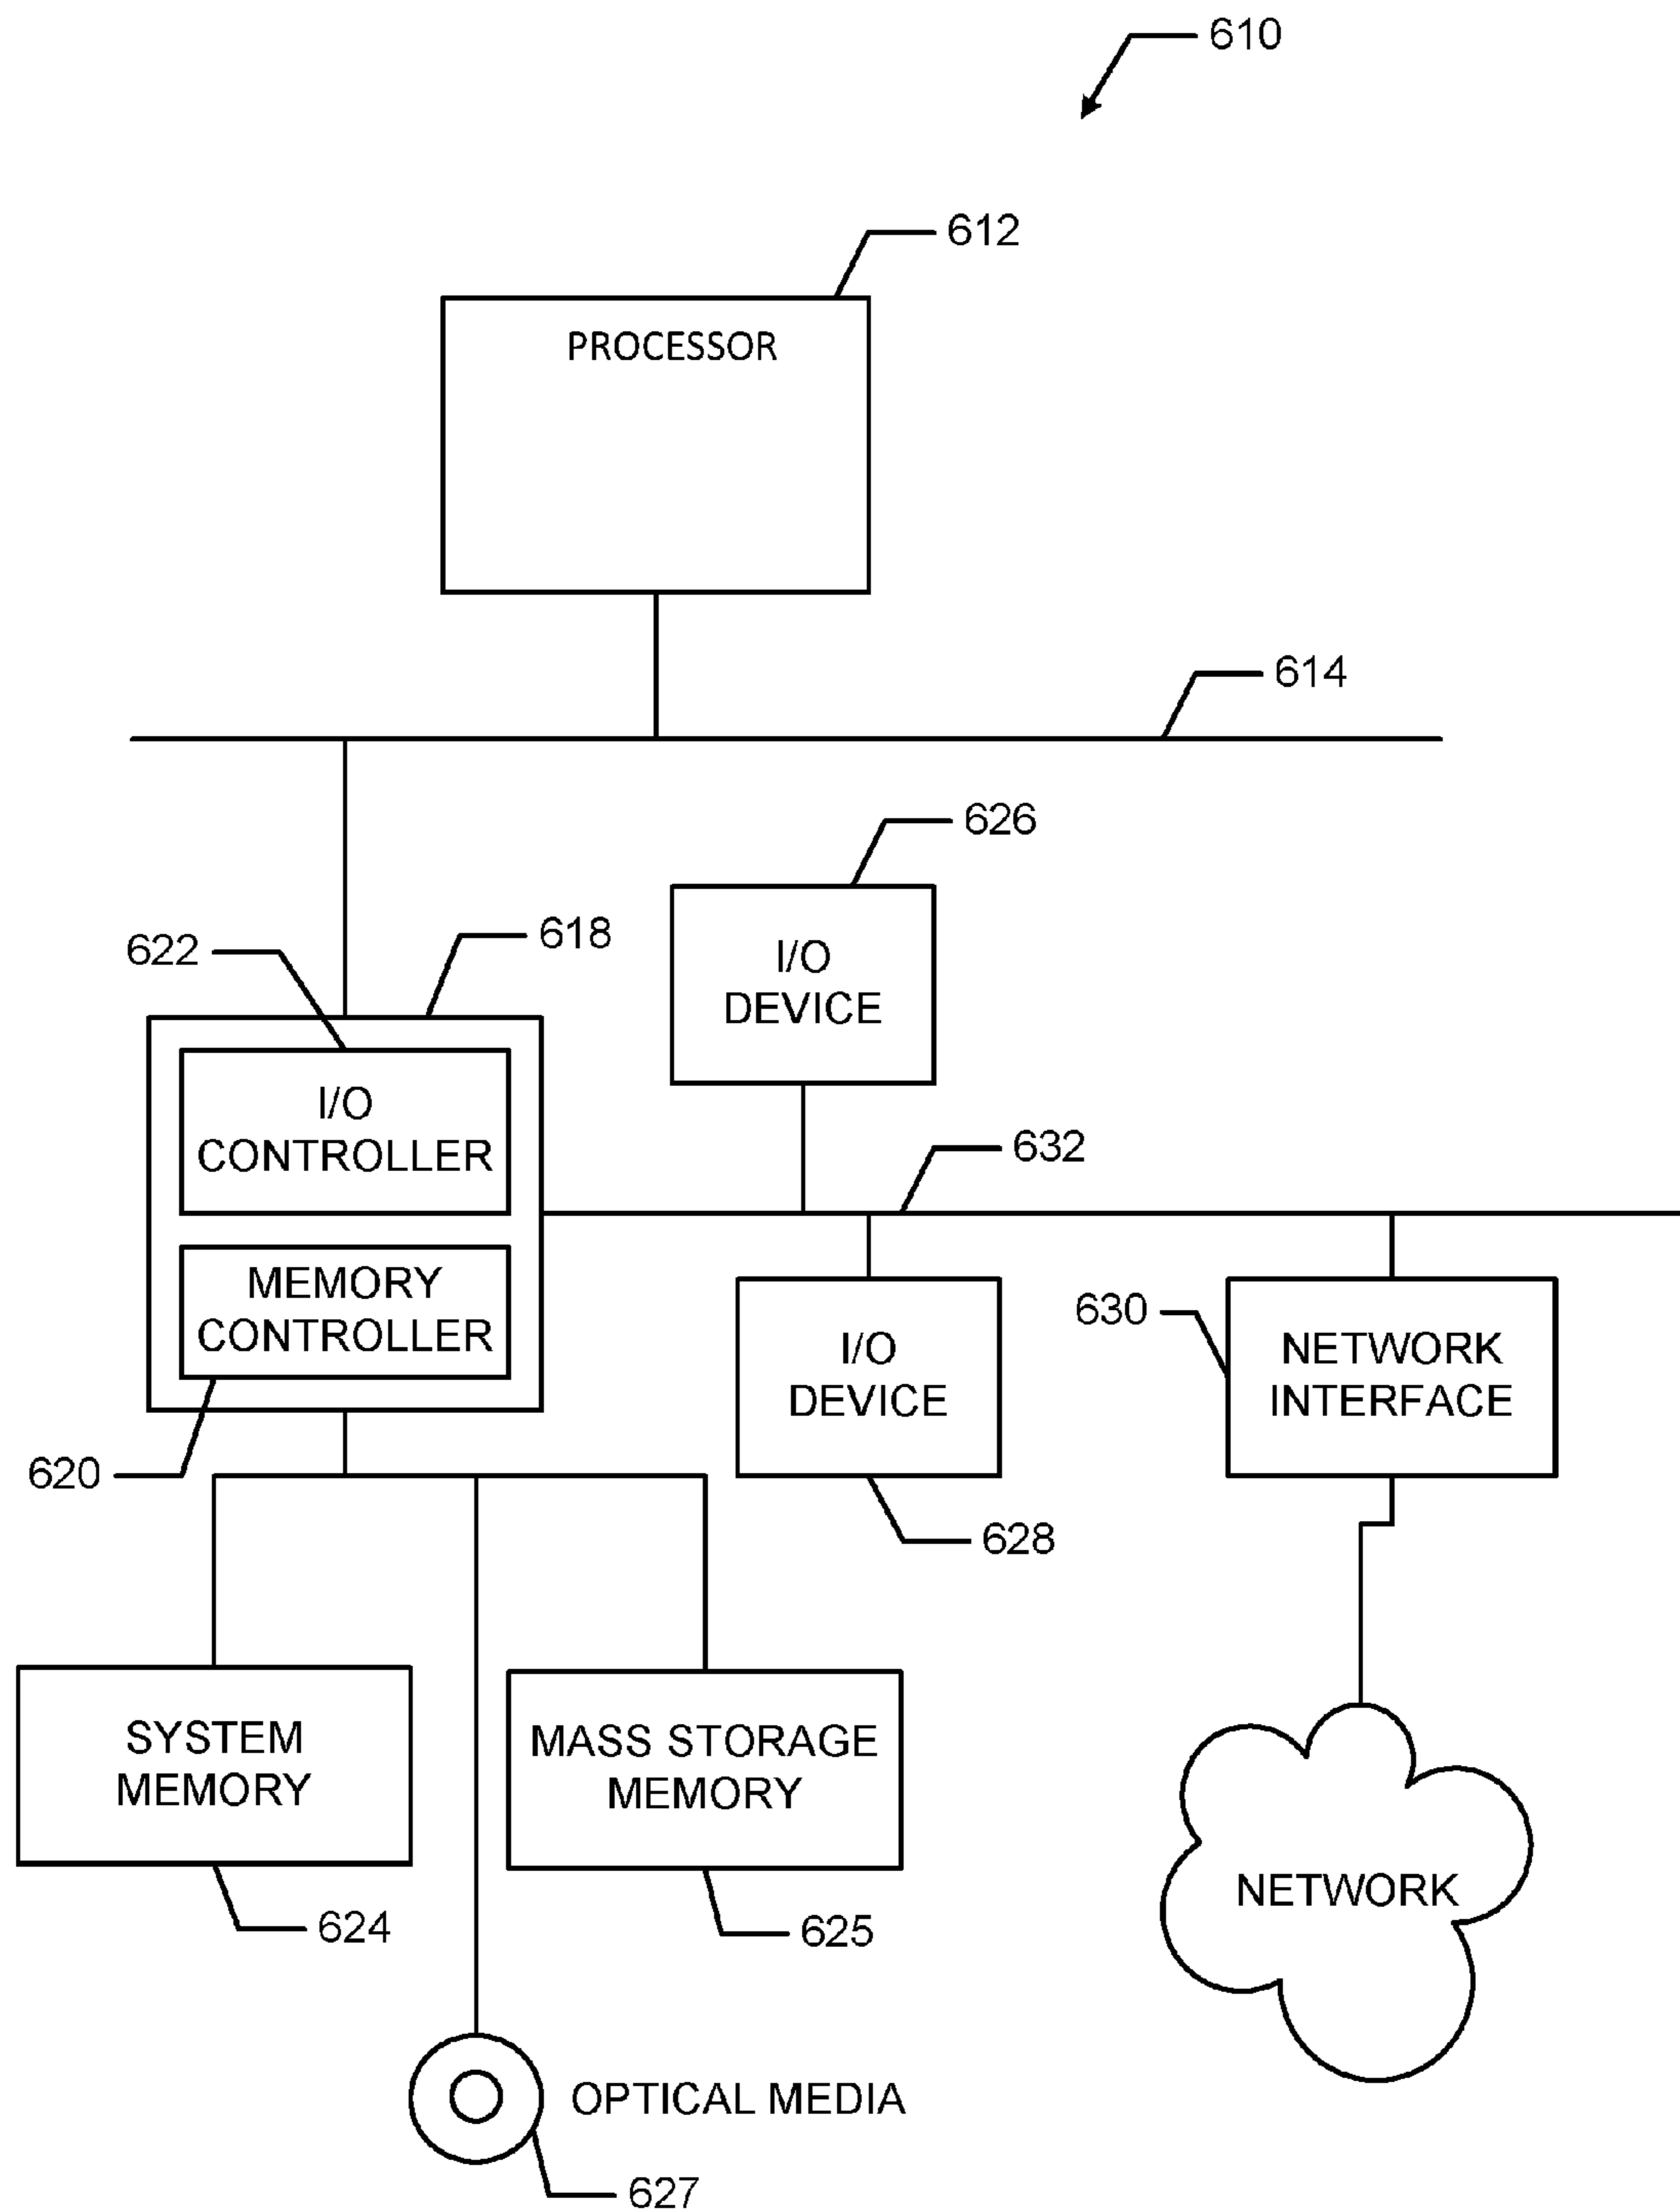 610
612
PROCESSOR
614
626
622
618
I/O
DEVICE
I/O
CONTROLLER
632
MEMORY
CONTROLLER
630
I/O
DEVICE
NETWORK
INTERFACE
620
628
SYSTEM
MEMORY
MASS STORAGE
MEMORY
NETWORK
624
625
OPTICAL MEDIA
627